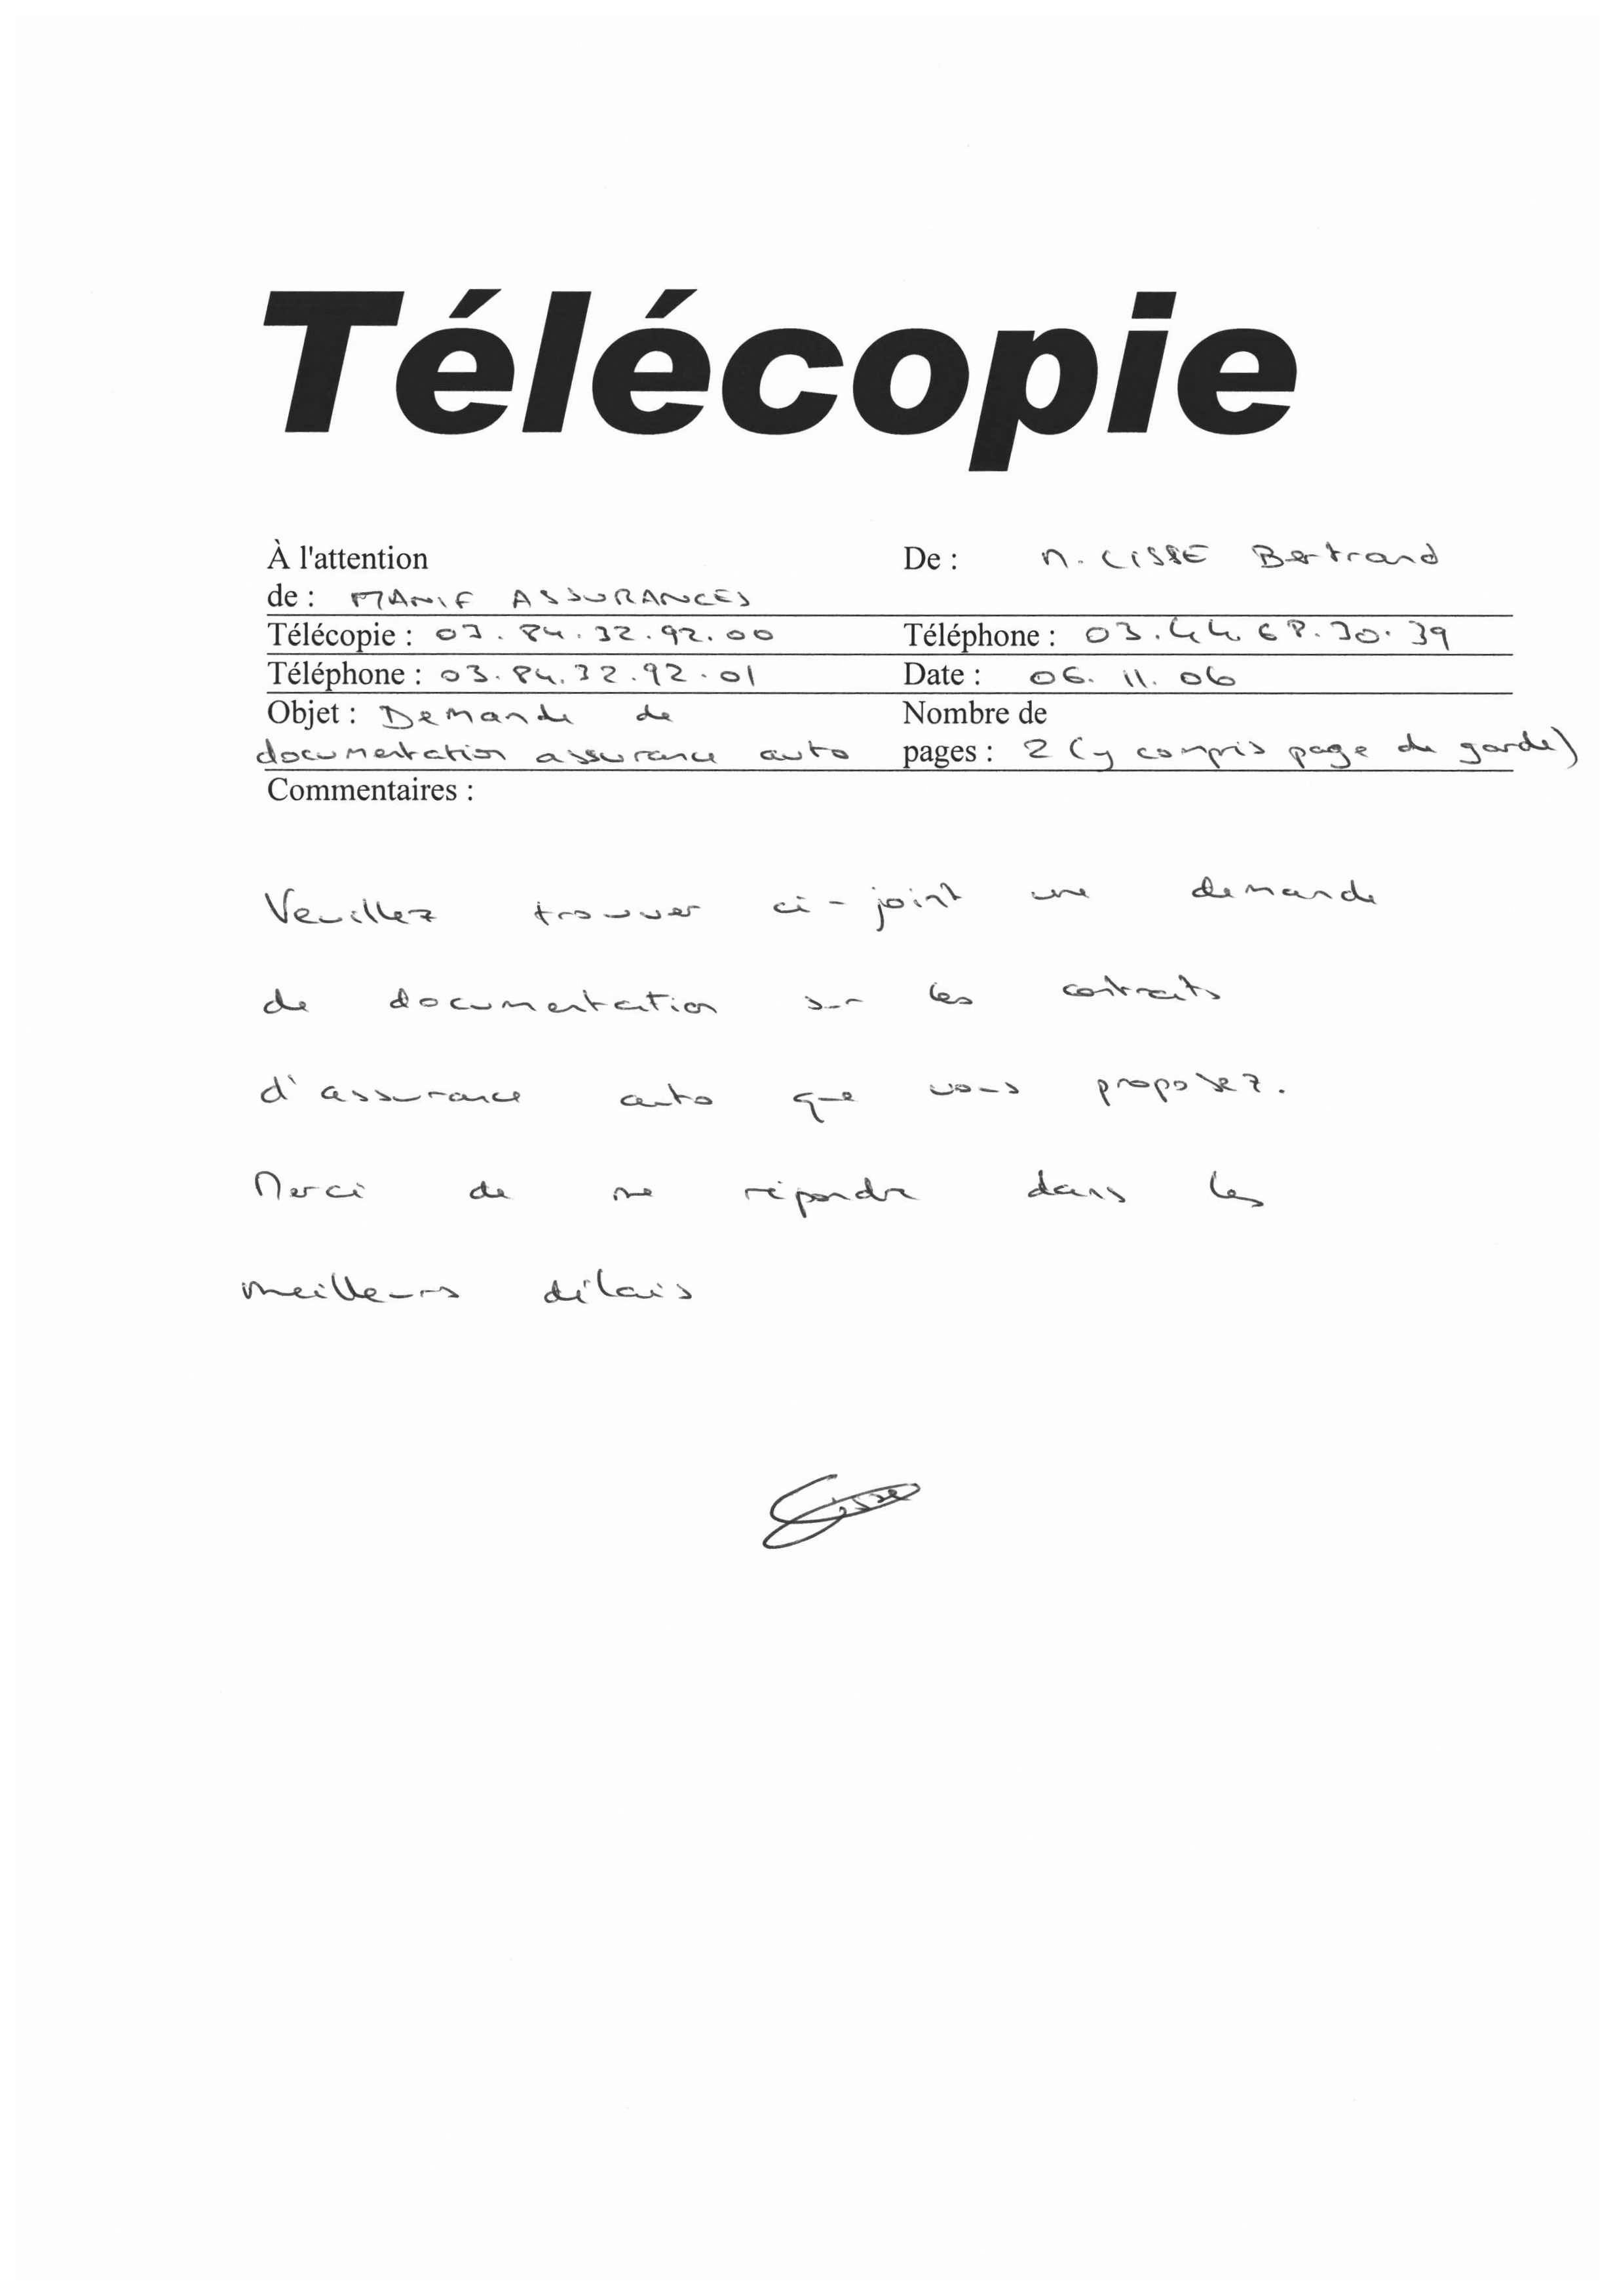 Télécopie
À l'attention
de : MANIF ASSURANCES
De : M. CISSE Bertrand
Télécopie : 03.84.32.92.00
Téléphone : 03.44.68.30.39
Téléphone : 03.84.32.92.01
Date : 06.11.06
Objet : Demande de
documentation assurance auto
Nombre de
pages : 2 (y compris page de garde)
Commentaires :
Veuillez trouver ci-joint une demande
de documentation sur les contrats
d'assurance auto que vous proposez.
Merci de me répondre dans les
meilleurs délais
Cisse